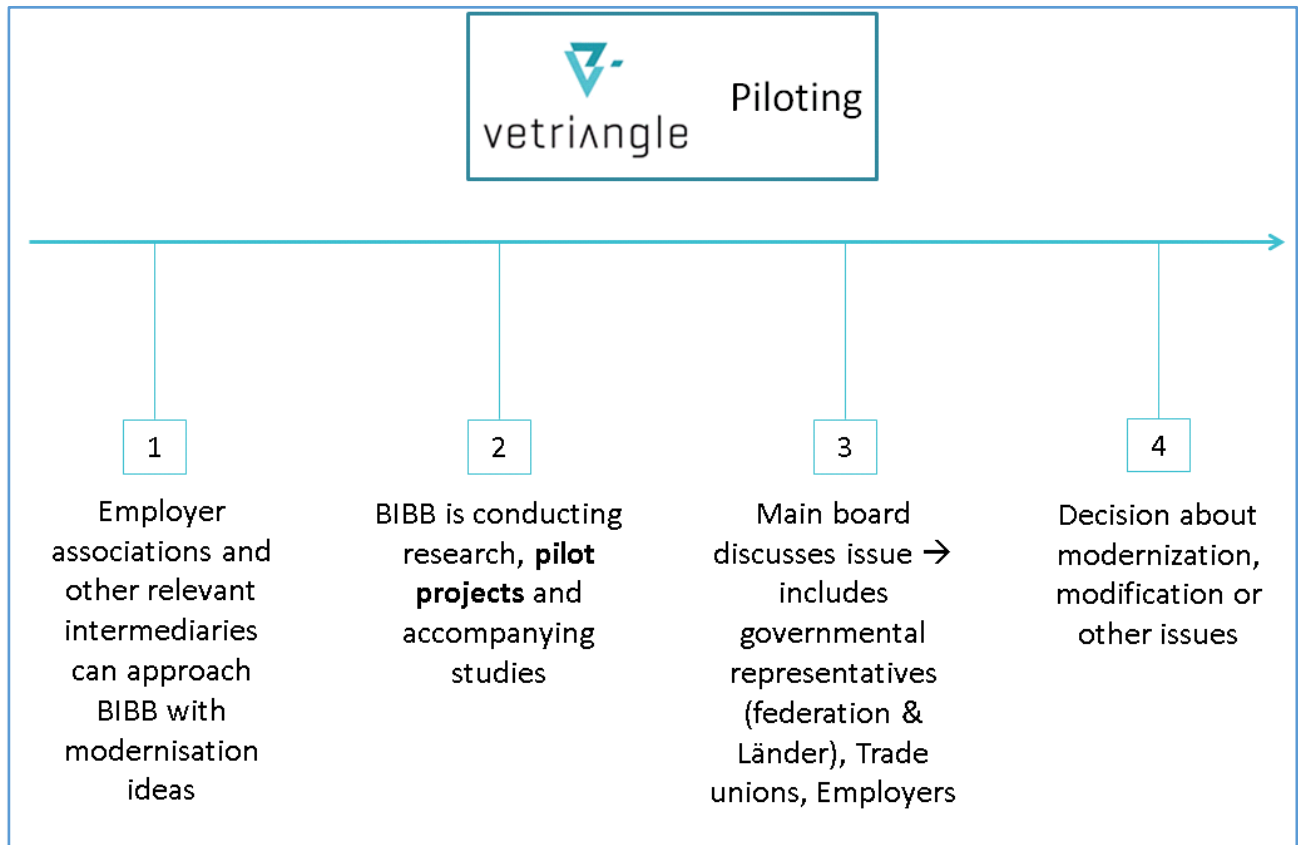 vetriangle
Piloting
1
Employer
associations and
other relevant
intermediaries
can approach
BIBB with
modernisation
ideas
2
BIBB is conducting
research, pilot
projects and
accompanying
studies
3
Main board
discusses issue →
includes
governmental
representatives
(federation &
Länder), Trade
unions, Employers
4
Decision about
modernization,
modification or
other issues